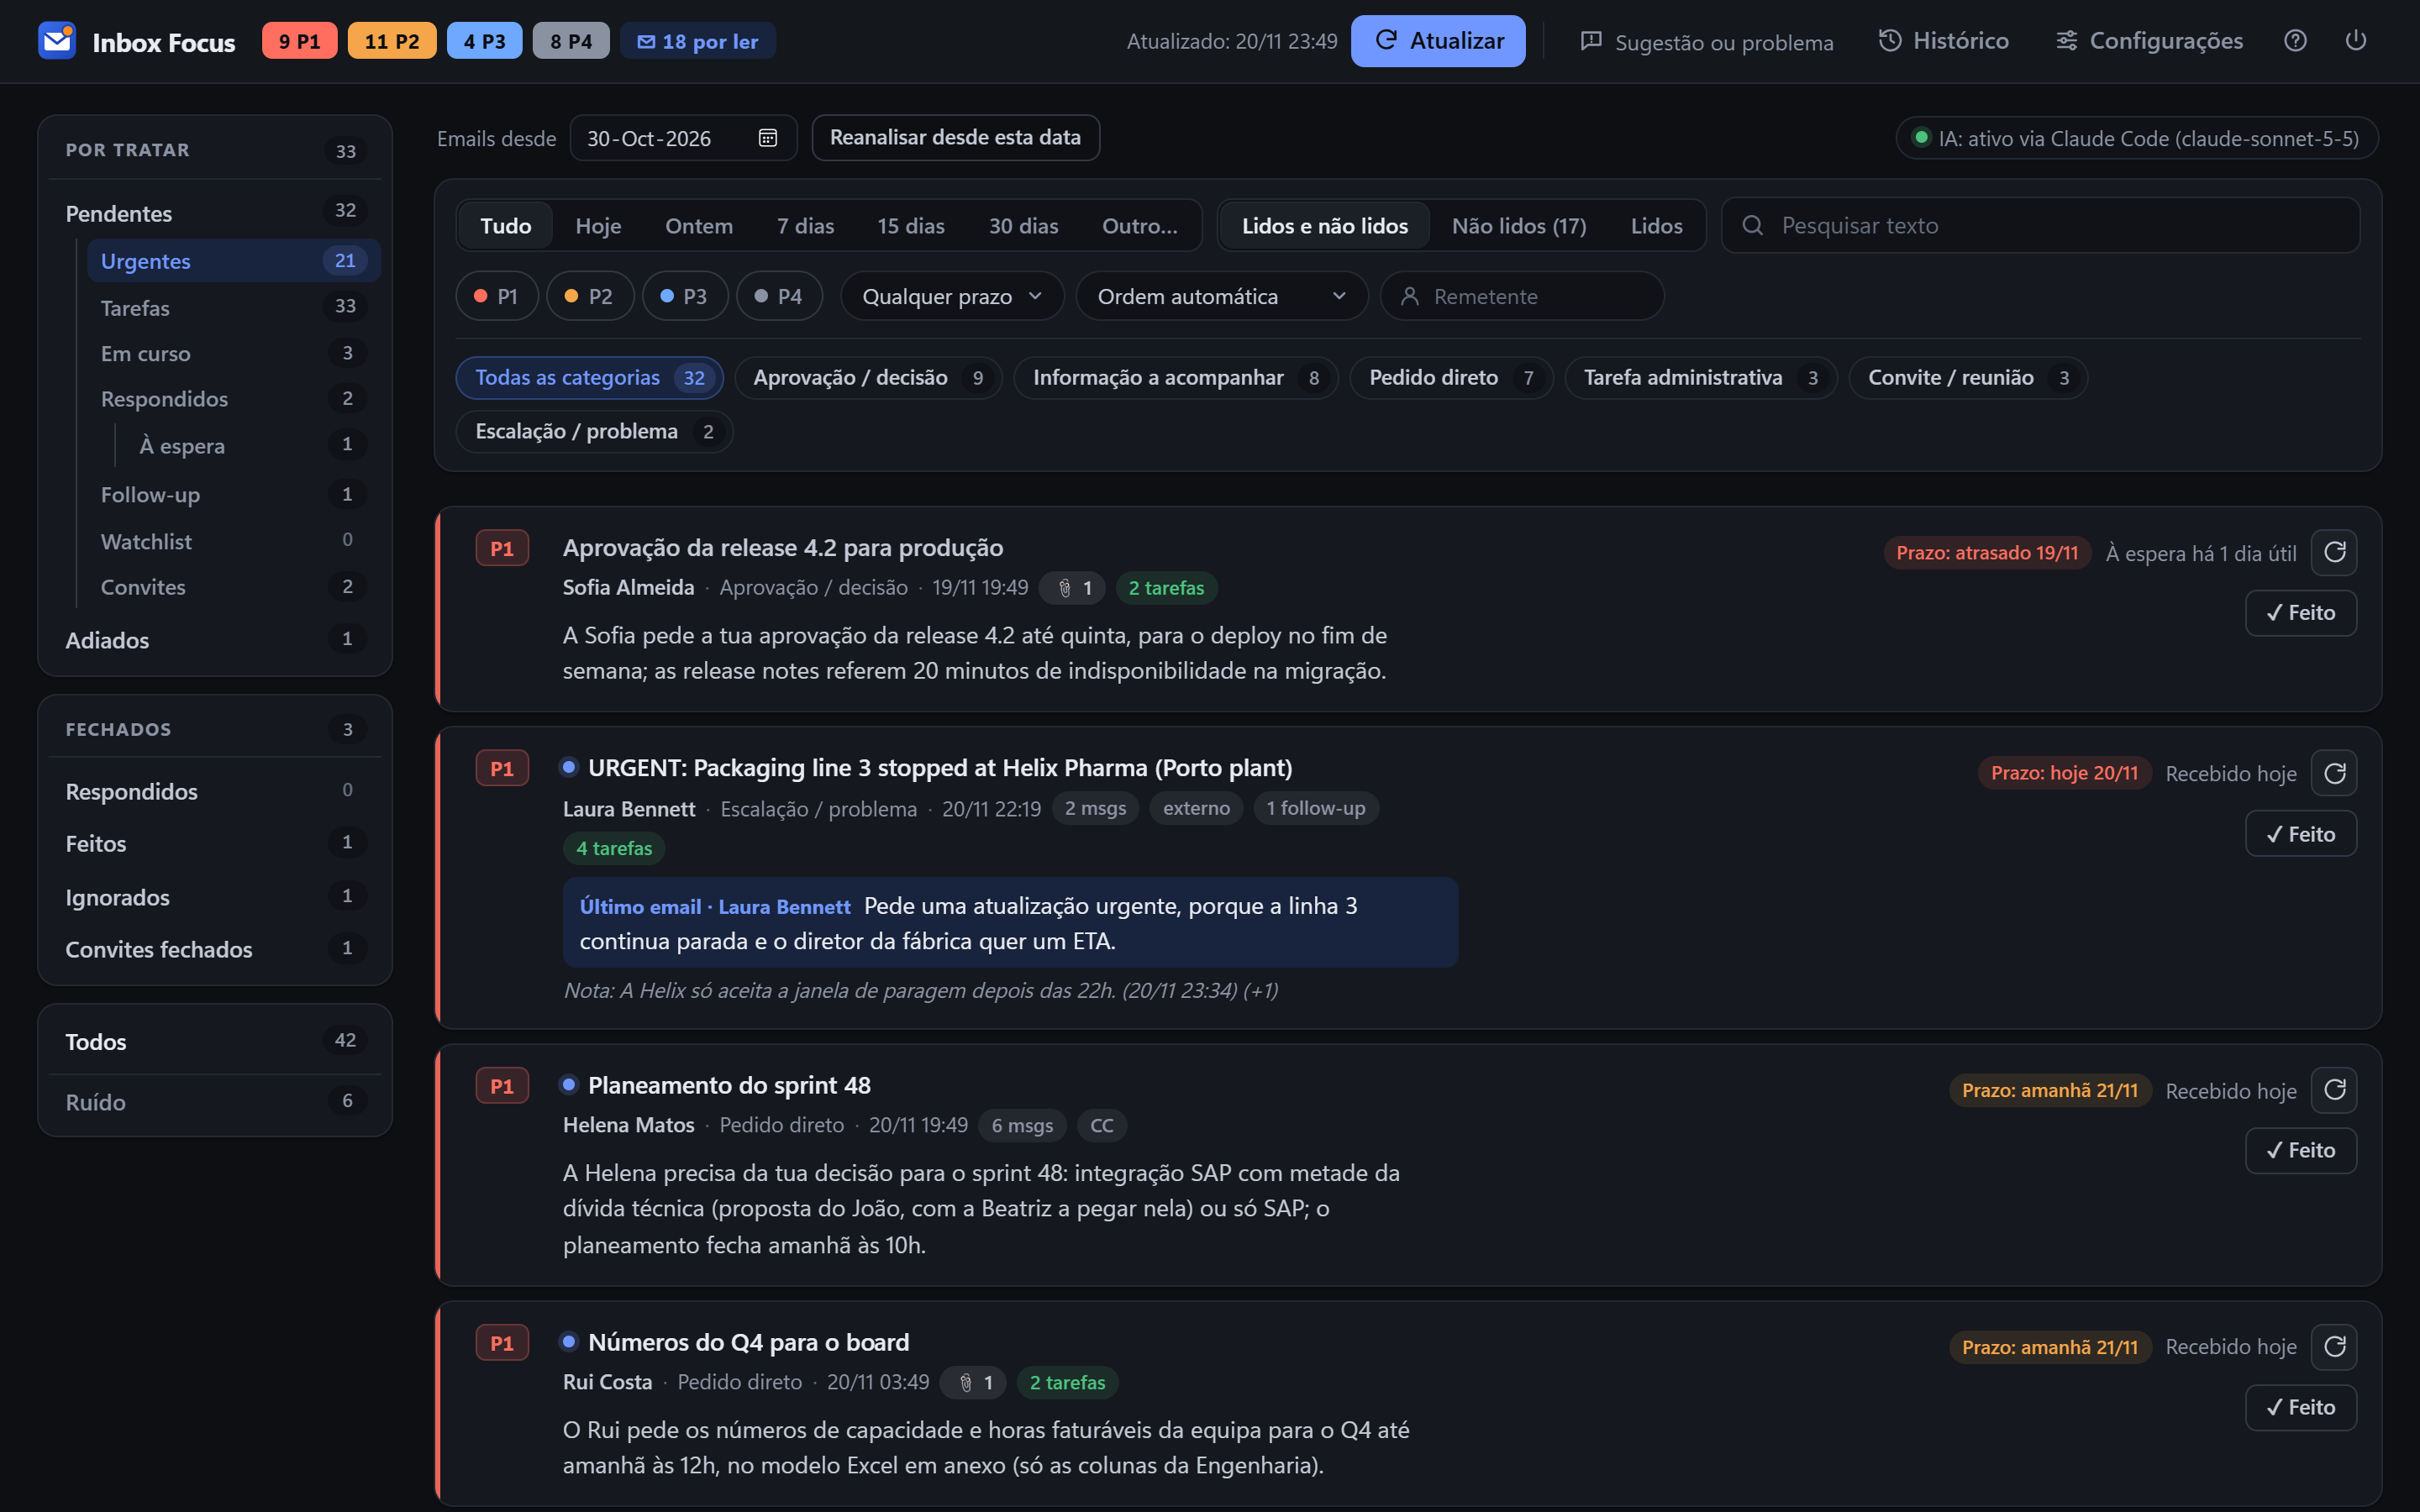 Inbox Focus
9 P1
11 P2
4 P3
8 P4
18 por ler
Atualizado: 20/11 23:49
Atualizar
Sugestão ou problema
Histórico
Configurações
POR TRATAR 33
Pendentes 32
Urgentes 21
Tarefas 33
Em curso 3
Respondidos 2
À espera 1
Follow-up 1
Watchlist 0
Convites 2
Adiados 1
FECHADOS 3
Respondidos 0
Feitos 1
Ignorados 1
Convites fechados 1
Todos 42
Ruído 6
Emails desde 30-Oct-2026 Reanalisar desde esta data
IA: ativo via Claude Code (claude-sonnet-5-5)
Tudo Hoje Ontem 7 dias 15 dias 30 dias Outro...
Lidos e não lidos Não lidos (17) Lidos
Pesquisar texto
P1 P2 P3 P4 Qualquer prazo Ordem automática Remetente
Todas as categorias 32 Aprovação / decisão 9 Informação a acompanhar 8 Pedido direto 7 Tarefa administrativa 3 Convite / reunião 3
Escalação / problema 2
P1 Aprovação da release 4.2 para produção
Prazo: atrasado 19/11 À espera há 1 dia útil
Sofia Almeida · Aprovação / decisão · 19/11 19:49 1 2 tarefas
✓ Feito
A Sofia pede a tua aprovação da release 4.2 até quinta, para o deploy no fim de
semana; as release notes referem 20 minutos de indisponibilidade na migração.
P1 URGENT: Packaging line 3 stopped at Helix Pharma (Porto plant)
Prazo: hoje 20/11 Recebido hoje
Laura Bennett · Escalação / problema · 20/11 22:19 2 msgs externo 1 follow-up
✓ Feito
4 tarefas
Último email · Laura Bennett Pede uma atualização urgente, porque a linha 3
continua parada e o diretor da fábrica quer um ETA.
Nota: A Helix só aceita a janela de paragem depois das 22h. (20/11 23:34) (+1)
P1 Planeamento do sprint 48
Prazo: amanhã 21/11 Recebido hoje
Helena Matos · Pedido direto · 20/11 19:49 6 msgs CC
✓ Feito
A Helena precisa da tua decisão para o sprint 48: integração SAP com metade da
dívida técnica (proposta do João, com a Beatriz a pegar nela) ou só SAP; o
planeamento fecha amanhã às 10h.
P1 Números do Q4 para o board
Prazo: amanhã 21/11 Recebido hoje
Rui Costa · Pedido direto · 20/11 03:49 1 2 tarefas
✓ Feito
O Rui pede os números de capacidade e horas faturáveis da equipa para o Q4 até
amanhã às 12h, no modelo Excel em anexo (só as colunas da Engenharia).